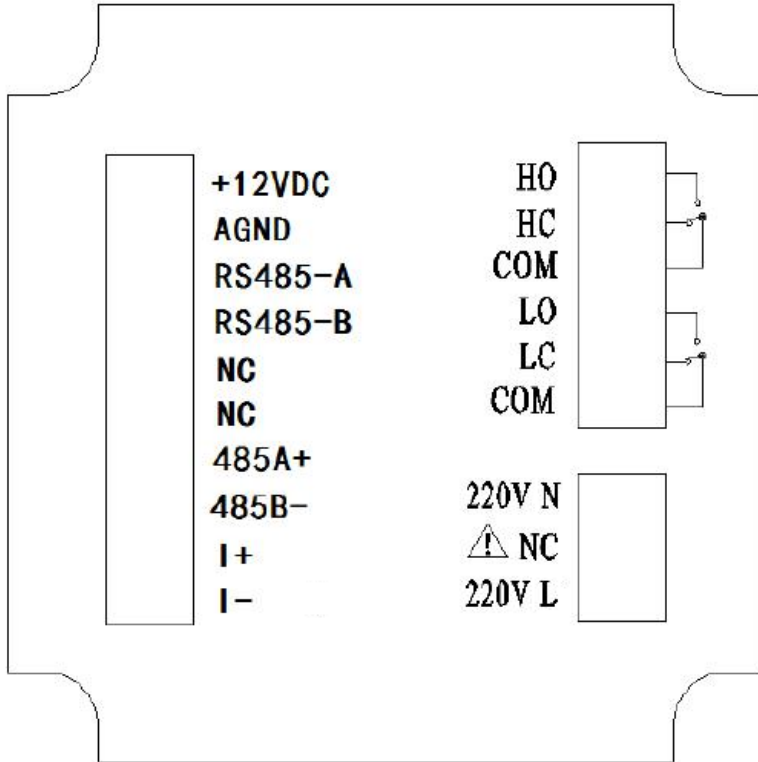 +12VDC
AGND
RS485-A
RS485-B
NC
NC
485A+
485B-
I+
I-
HO
HC
COM
LO
LC
COM
220V N
⚠ NC
220V L